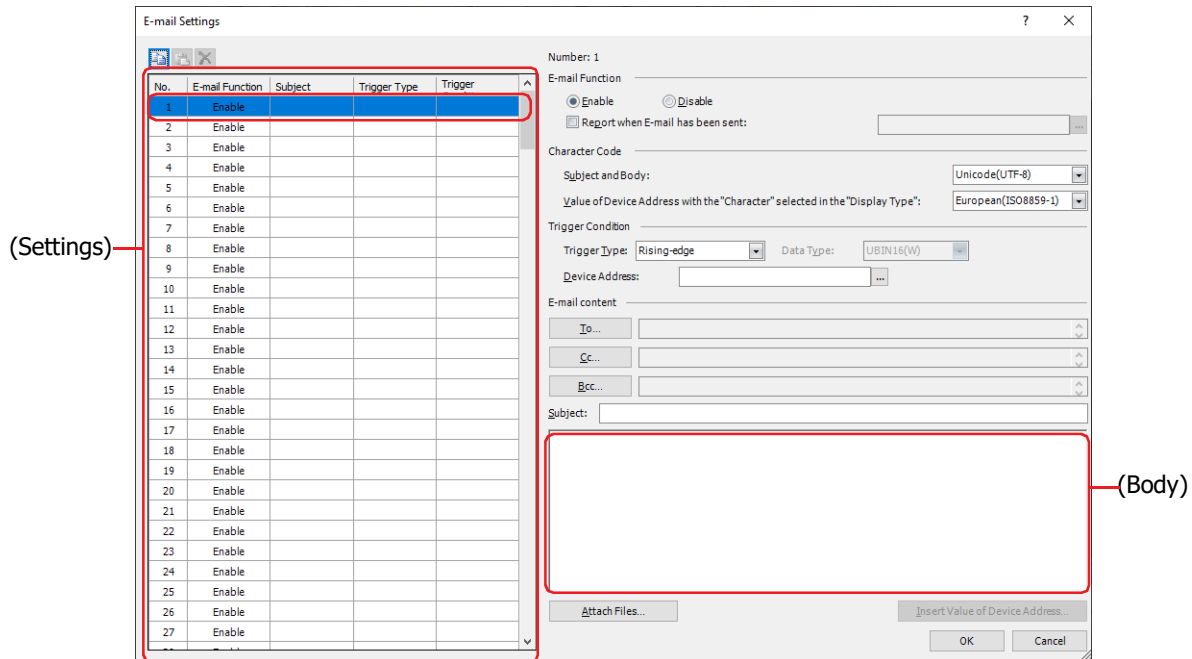 E-mail Settings ?
Number: 1
No. E-mail Function Subject Trigger Type Trigger
1 Enable
2 Enable
3 Enable
4 Enable
5 Enable
6 Enable
7 Enable
8 Enable
9 Enable
10 Enable
11 Enable
12 Enable
13 Enable
14 Enable
15 Enable
16 Enable
17 Enable
18 Enable
19 Enable
20 Enable
21 Enable
22 Enable
23 Enable
24 Enable
25 Enable
26 Enable
27 Enable
(Settings)
E-mail Function
Enable Disable
Report when E-mail has been sent: ...
Character Code
Subject and Body: Unicode(UTF-8)
Value of Device Address with the "Character" selected in the "Display Type": European(ISO8859-1)
Trigger Condition
Trigger Type: Rising-edge Data Type: UBIN16(W)
Device Address: ...
E-mail content
To...
Cc...
Bcc...
Subject:
(Body)
Attach Files... Insert Value of Device Address...
OK Cancel